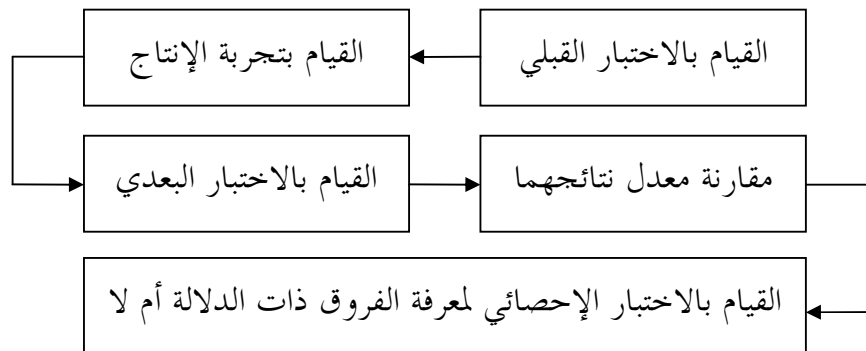 القيام بالاختبار القبلي
القيام بتجربة الإنتاج
القيام بالاختبار البعدي
مقارنة معدل نتائجهما
القيام بالاختبار الإحصائي لمعرفة الفروق ذات الدلالة أم لا